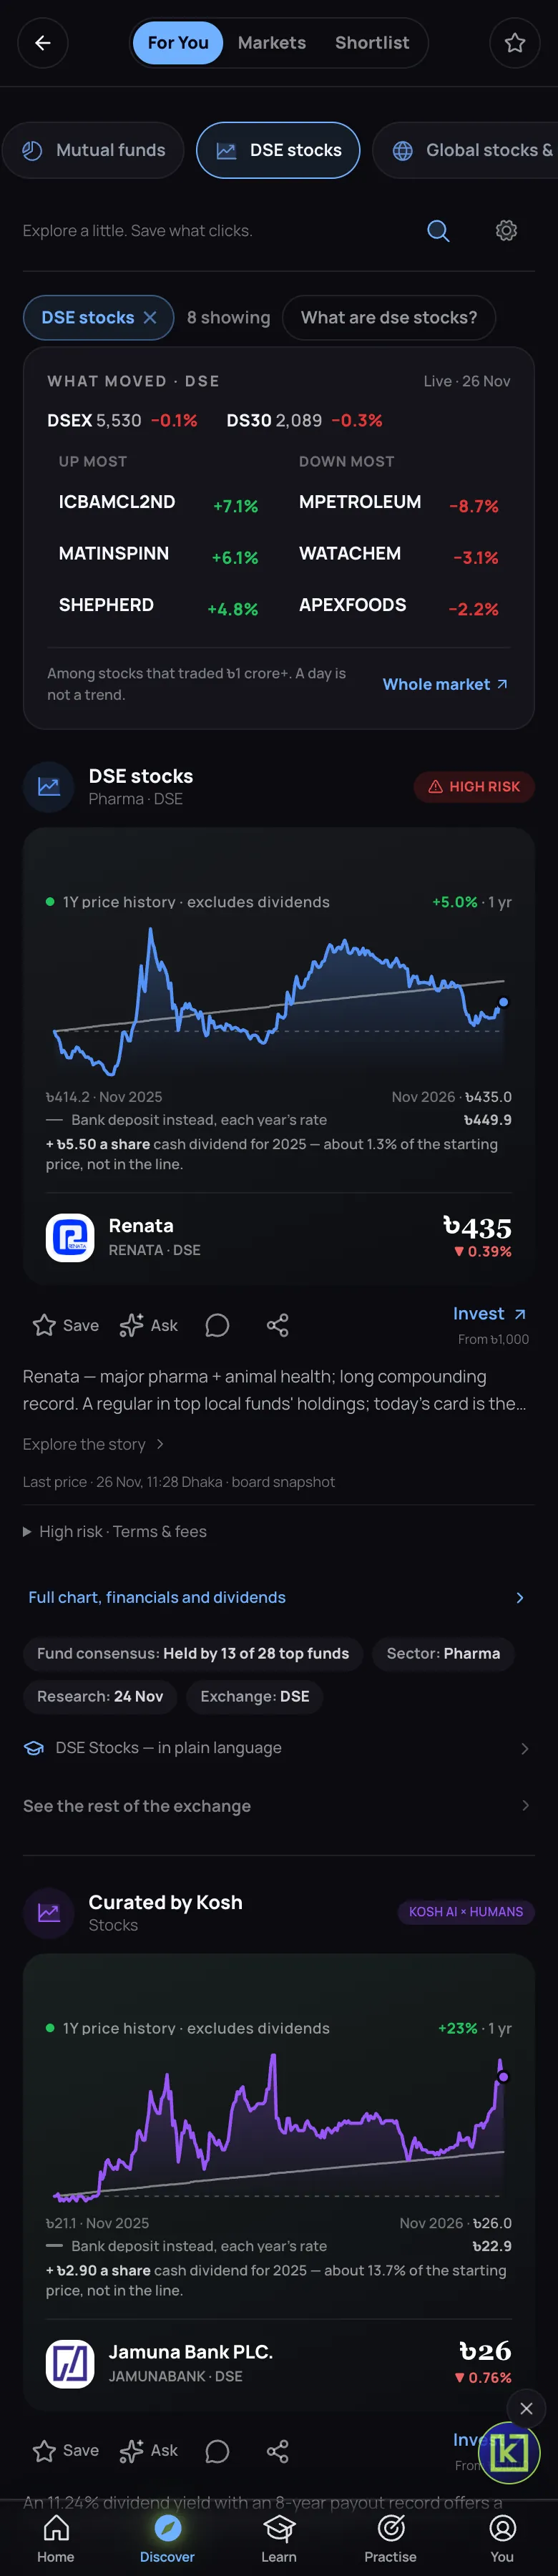 For You Markets Shortlist
Mutual funds DSE stocks Global stocks &
Explore a little. Save what clicks.
DSE stocks × 8 showing What are dse stocks?
WHAT MOVED · DSE Live · 26 Nov
DSEX 5,530 −0.1% DS30 2,089 −0.3%
UP MOST DOWN MOST
ICBAMCL2ND +7.1% MPETROLEUM −8.7%
MATINSPINN +6.1% WATACHEM −3.1%
SHEPHERD +4.8% APEXFOODS −2.2%
Among stocks that traded ৳1 crore+. A day is
not a trend.
Whole market ↗
DSE stocks
Pharma · DSE
HIGH RISK
1Y price history · excludes dividends +5.0% · 1 yr
৳414.2 · Nov 2025 Nov 2026 · ৳435.0
Bank deposit instead, each year's rate ৳449.9
+ ৳5.50 a share cash dividend for 2025 — about 1.3% of the starting
price, not in the line.
RENATA
Renata ৳435
RENATA · DSE ▼ 0.39%
Save Ask Invest ↗
From ৳1,000
Renata — major pharma + animal health; long compounding
record. A regular in top local funds' holdings; today's card is the…
Explore the story
Last price · 26 Nov, 11:28 Dhaka · board snapshot
High risk · Terms & fees
Full chart, financials and dividends
Fund consensus: Held by 13 of 28 top funds Sector: Pharma
Research: 24 Nov Exchange: DSE
DSE Stocks — in plain language
See the rest of the exchange
Curated by Kosh
Stocks
KOSH AI × HUMANS
1Y price history · excludes dividends +23% · 1 yr
৳21.1 · Nov 2025 Nov 2026 · ৳26.0
Bank deposit instead, each year's rate ৳22.9
+ ৳2.90 a share cash dividend for 2025 — about 13.7% of the starting
price, not in the line.
Jamuna Bank PLC. ৳26
JAMUNABANK · DSE ▼ 0.76%
Save Ask
An 11.24% dividend yield with an 8-year payout record offers a
Home Discover Learn Practise You